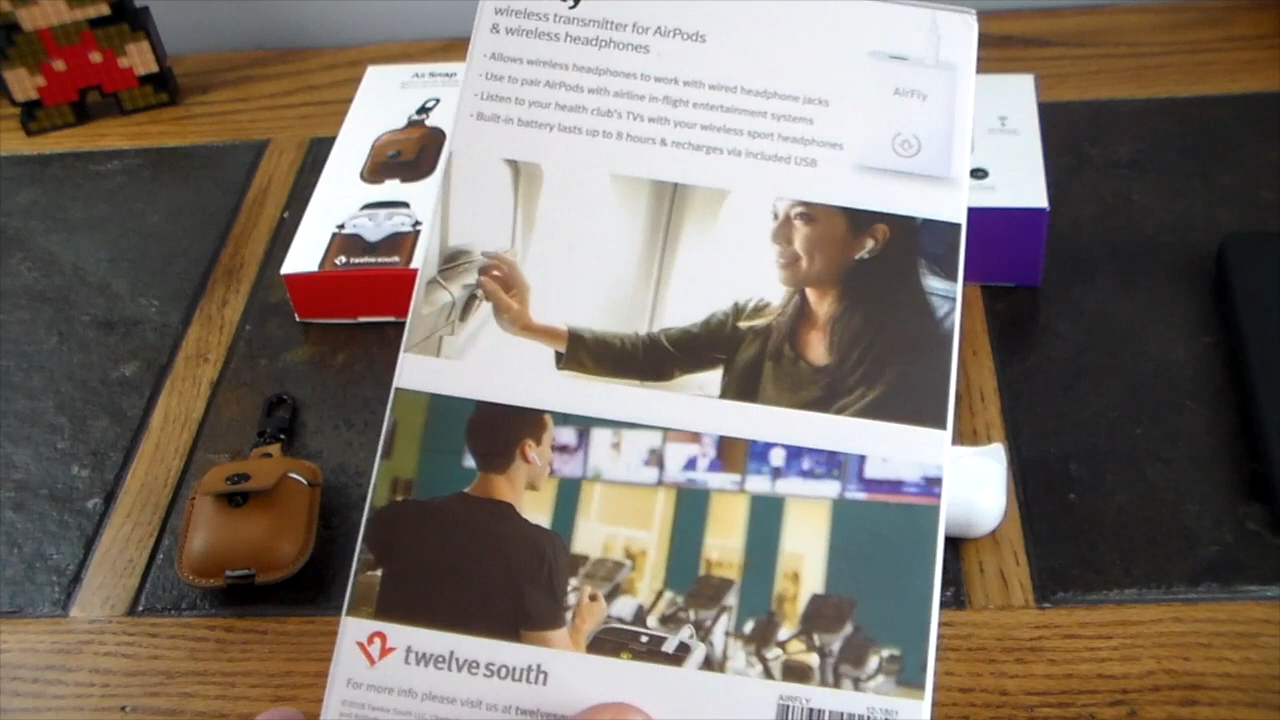 wireless transmitter for AirPods
& wireless headphones
· Allows wireless headphones to work with wired headphone jacks
· Use to pair AirPods with airline in-flight entertainment systems
· Listen to your health club's TVs with your wireless sport headphones
· Built-in battery lasts up to 8 hours & recharges via included USB
AirFly
AirSnap
twelve south
twelve south
For more info please visit us at
AIRFLY
12-1801